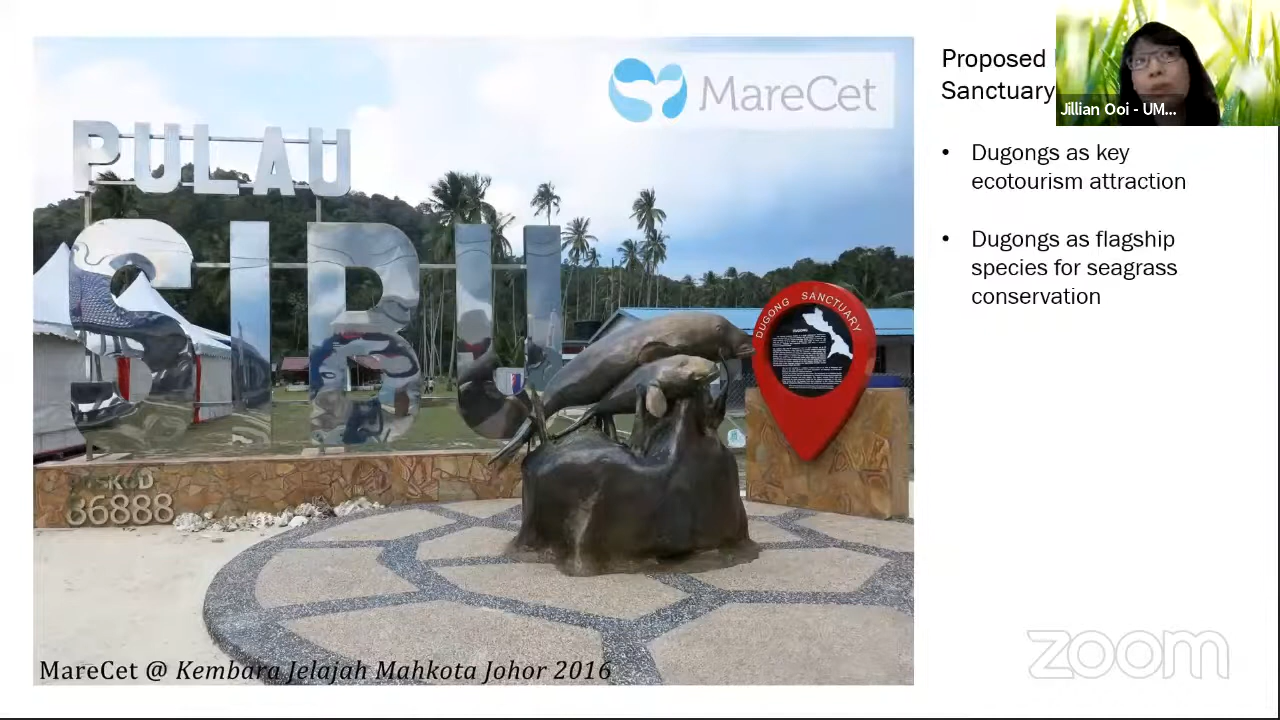 MareCet
PULAU
SIBU
DUGONG SANCTUARY
POSKOD
86888
MareCet @ Kembara Jelajah Mahkota Johor 2016
Proposed
Sanctuary
• Dugongs as key
ecotourism attraction
• Dugongs as flagship
species for seagrass
conservation
Jillian Ooi - UM...
zoom